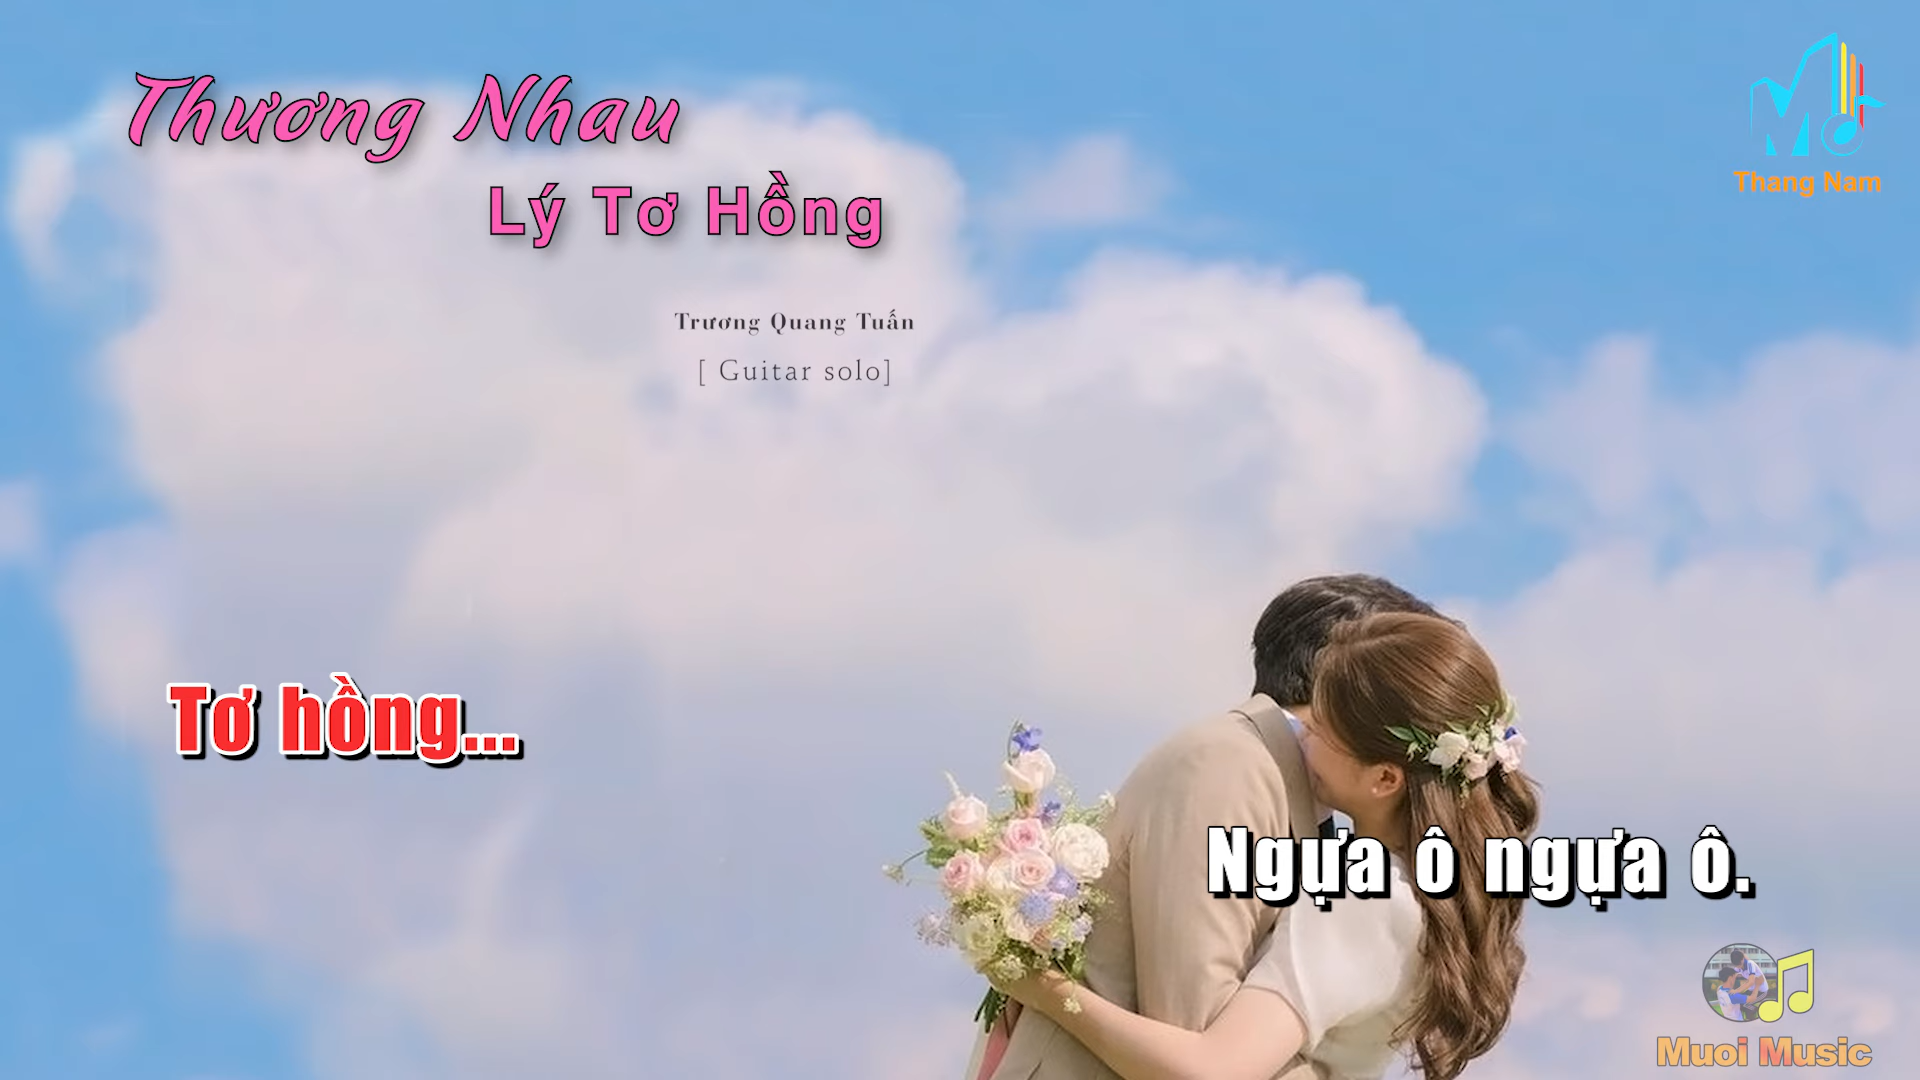 Thương Nhau
Lý Tơ Hồng
Thang Nam
Trương Quang Tuấn
[ Guitar solo]
Tơ hồng...
Ngựa ô ngựa ô.
Muoi Music